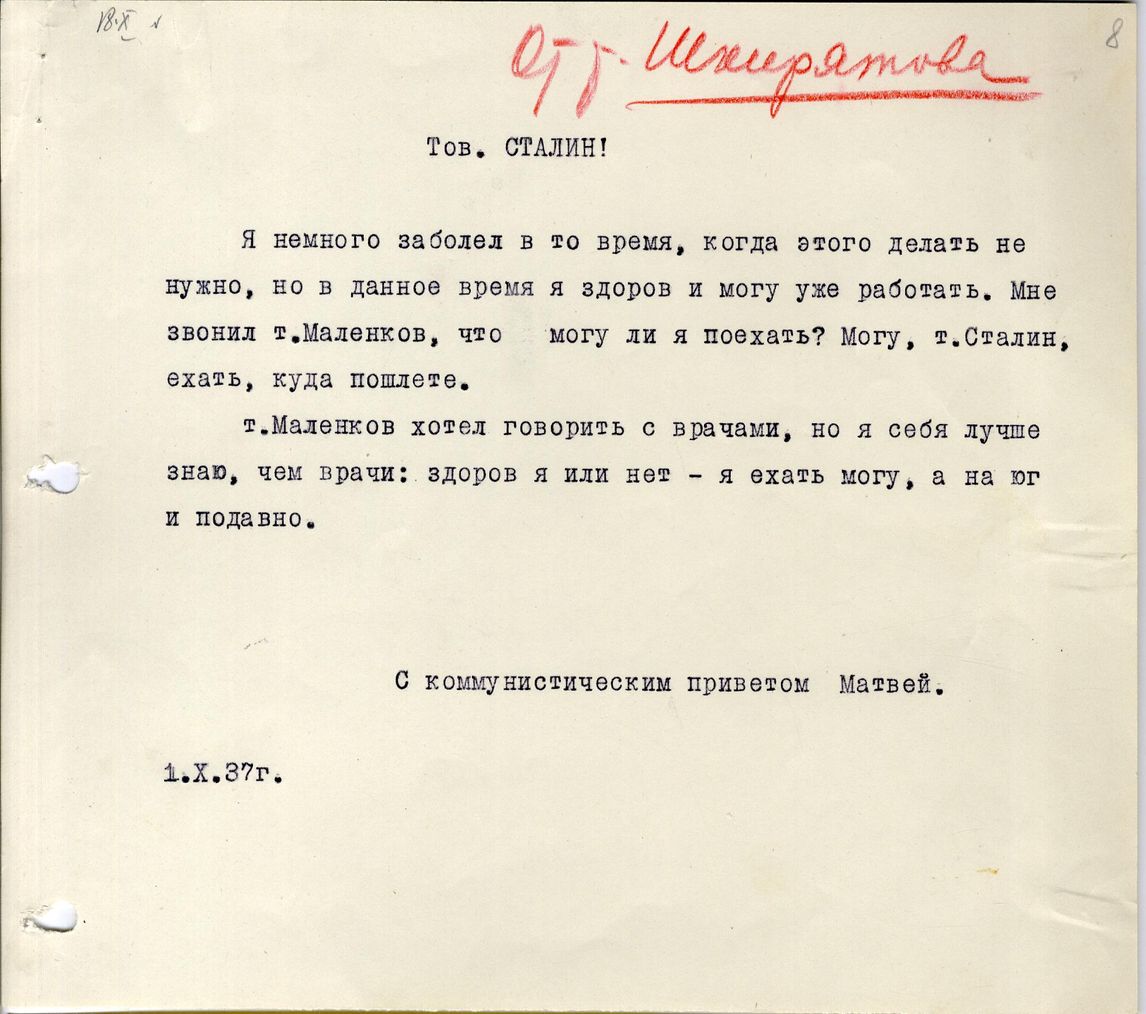 18.X
8
От т. Шкирятова
Тов. СТАЛИН!
Я немного заболел в то время, когда этого делать не
нужно, но в данное время я здоров и могу уже работать. Мне
звонил т.Маленков, что могу ли я поехать? Могу, т.Сталин,
ехать, куда пошлете.
т.Маленков хотел говорить с врачами, но я себя лучше
знаю, чем врачи: здоров я или нет - я ехать могу, а на юг
и подавно.
С коммунистическим приветом Матвей.
1.X.37г.